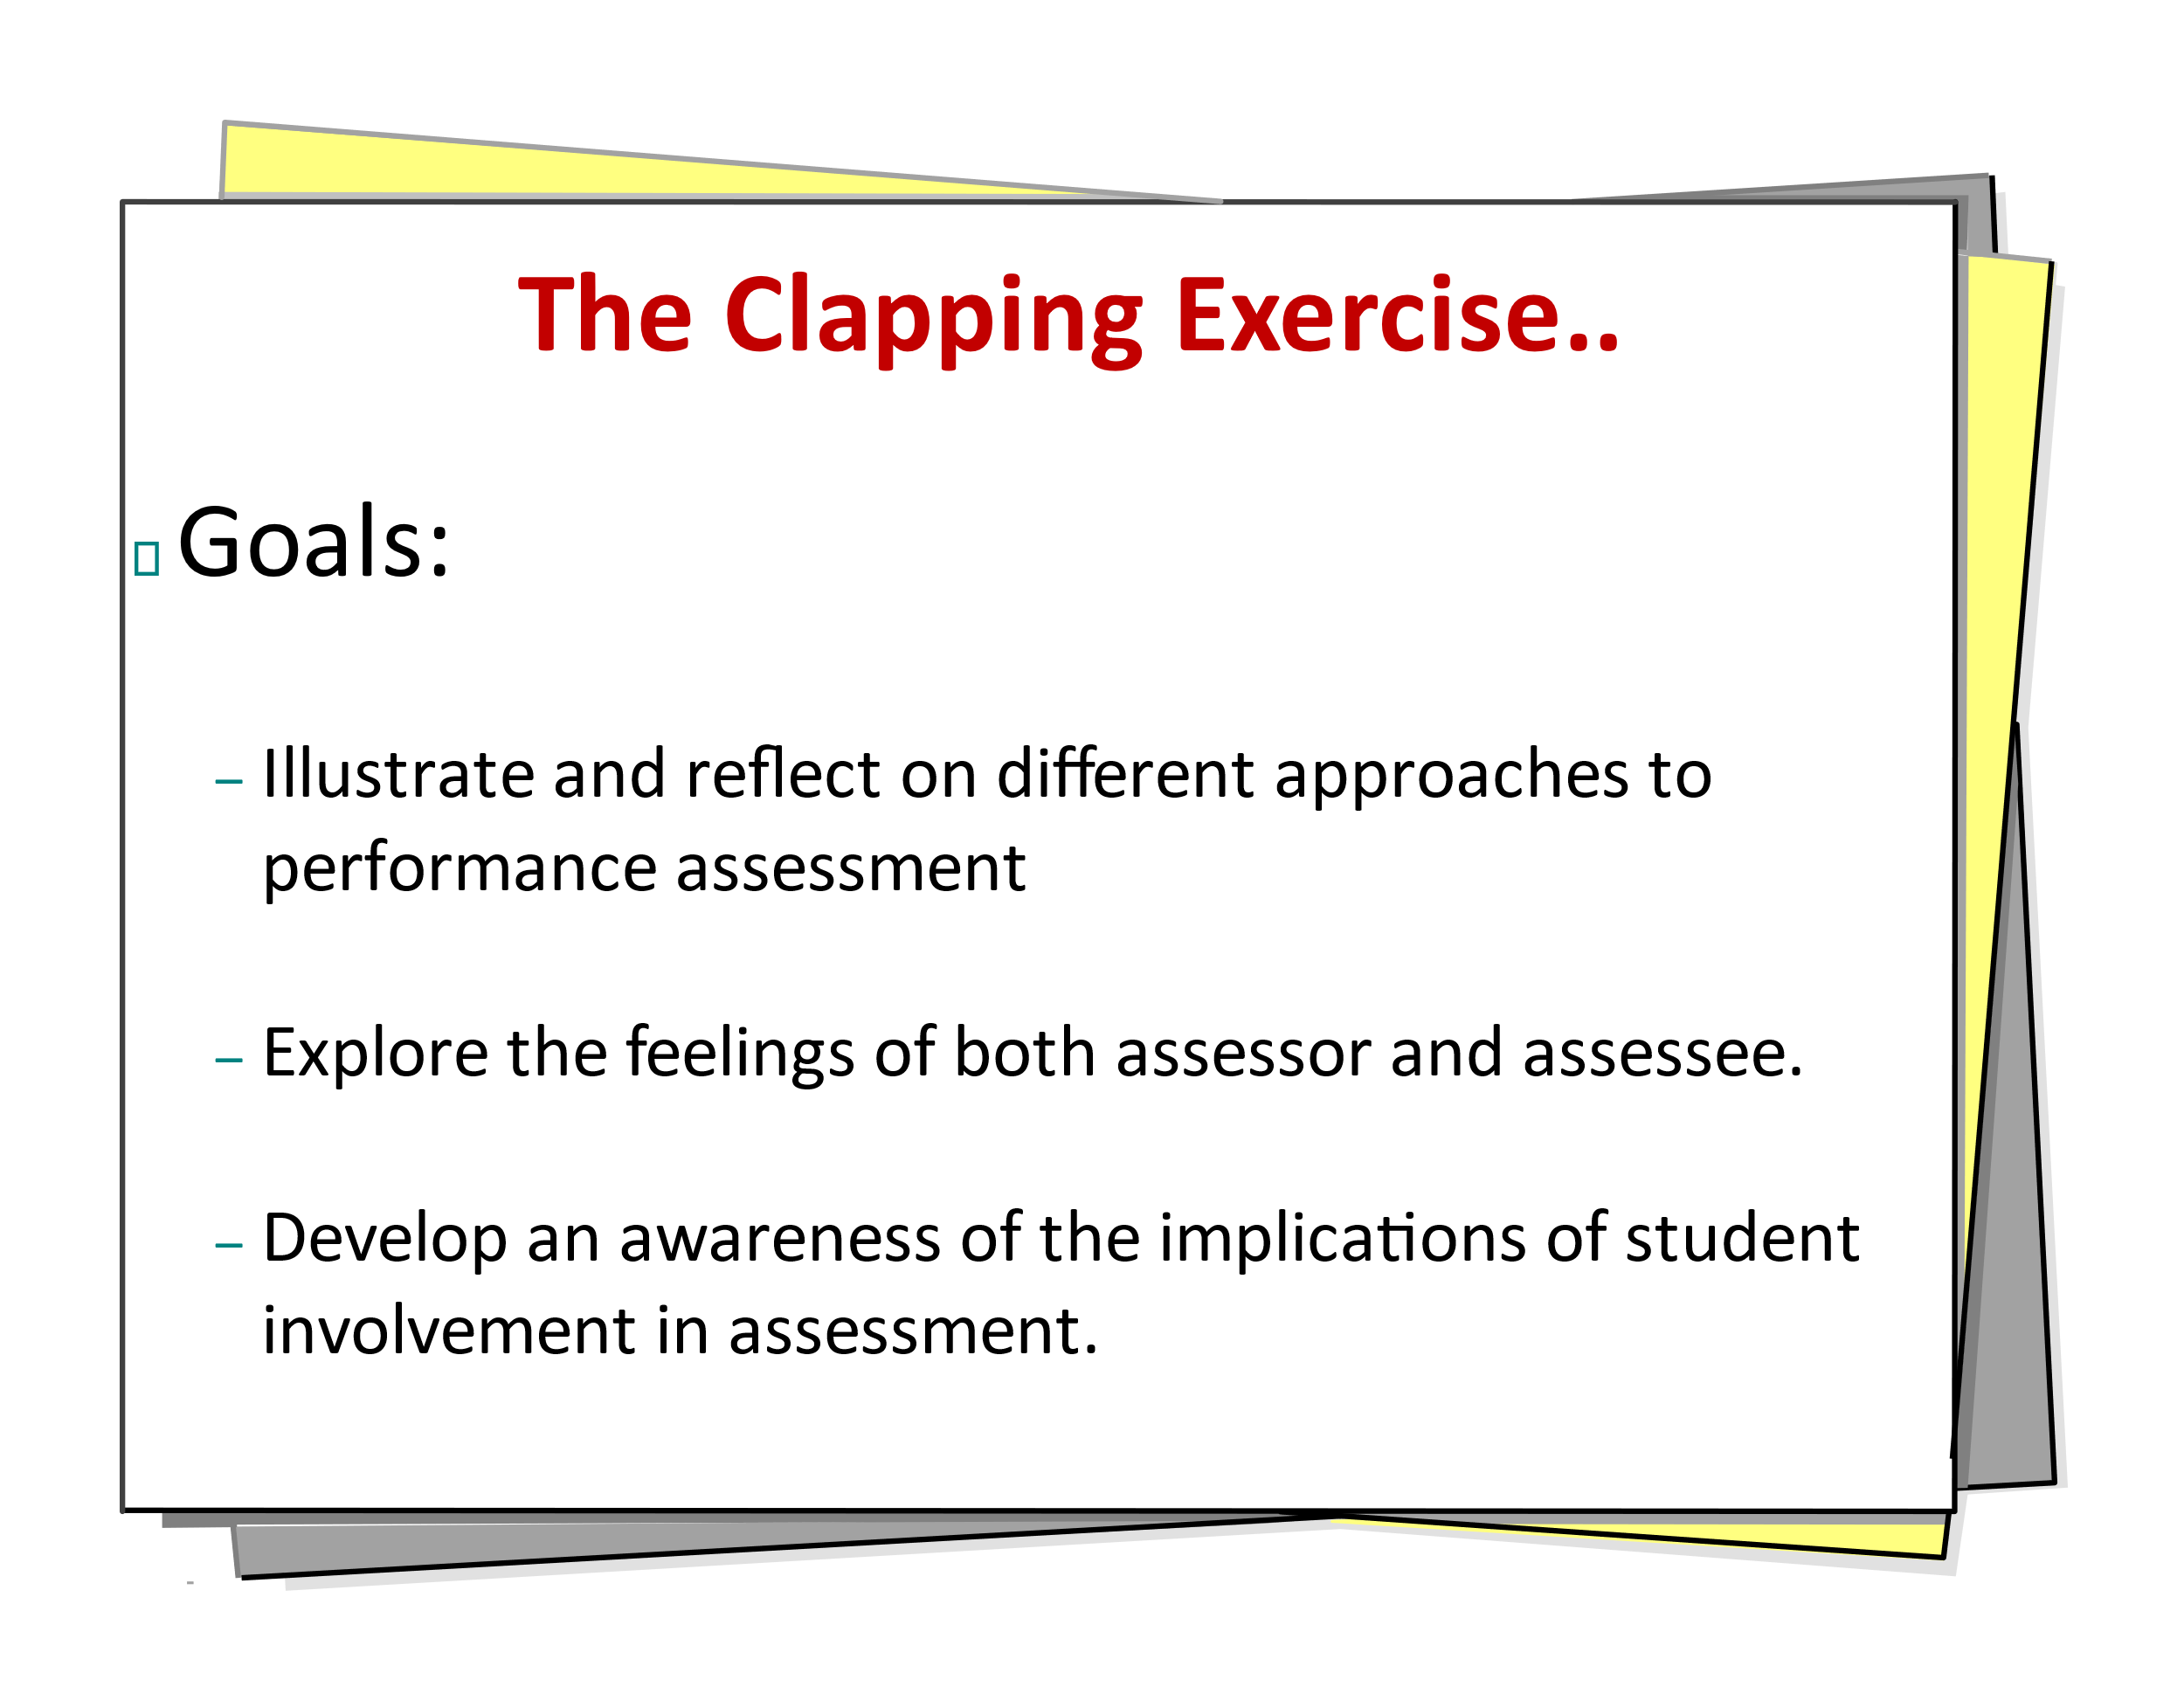 The Clapping Exercise..
Goals:
– Illustrate and reflect on different approaches to
performance assessment
– Explore the feelings of both assessor and assessee.
– Develop an awareness of the implications of student
involvement in assessment.